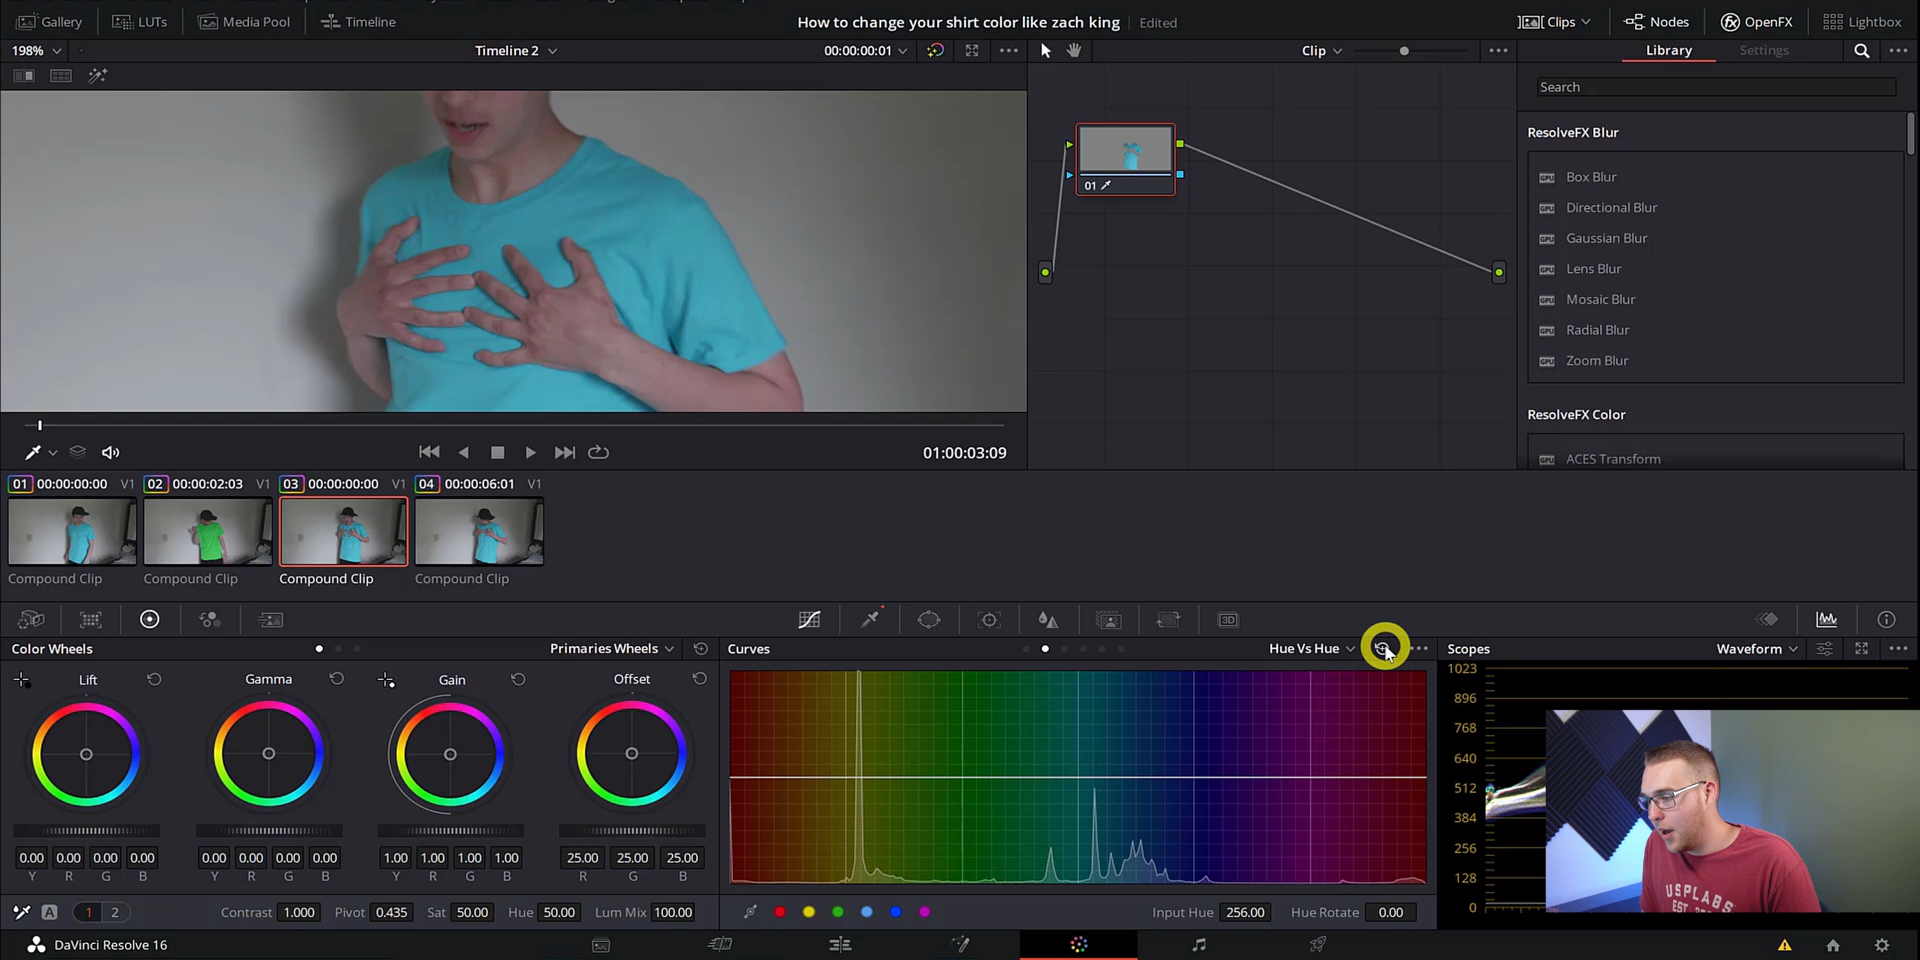 Gallery LUTs Media Pool Timeline How to change your shirt color like zach king Edited Clips Nodes OpenFX Lightbox
198% Timeline 2 00:00:00:01 Clip Library Settings
Search
ResolveFX Blur
Box Blur
Directional Blur
Gaussian Blur
Lens Blur
Mosaic Blur
Radial Blur
Zoom Blur
ResolveFX Color
ACES Transform
01
01:00:03:09
01 00:00:00:00 V1 02 00:00:02:03 V1 03 00:00:00:00 V1 04 00:00:06:01 V1
Compound Clip Compound Clip Compound Clip Compound Clip
3D
Color Wheels Primaries Wheels Curves Hue Vs Hue Scopes Waveform
Lift Gamma Gain Offset
0.00 0.00 0.00 0.00 0.00 0.00 0.00 0.00 1.00 1.00 1.00 1.00 25.00 25.00 25.00
Y R G B Y R G B Y R G B R G B
1023
896
768
640
512
384
256
128
0
USPLABS
A 1 2 Contrast 1.000 Pivot 0.435 Sat 50.00 Hue 50.00 Lum Mix 100.00 Input Hue 256.00 Hue Rotate 0.00
DaVinci Resolve 16